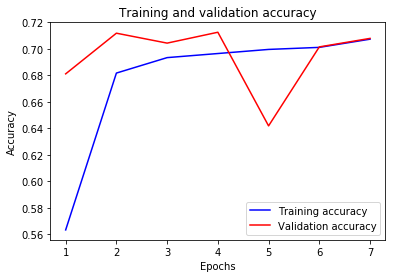 Training and validation accuracy
Accuracy
0.72
0.70
0.68
0.66
0.64
0.62
0.60
0.58
0.56
Training accuracy
Validation accuracy
1 2 3 4 5 6 7
Epochs